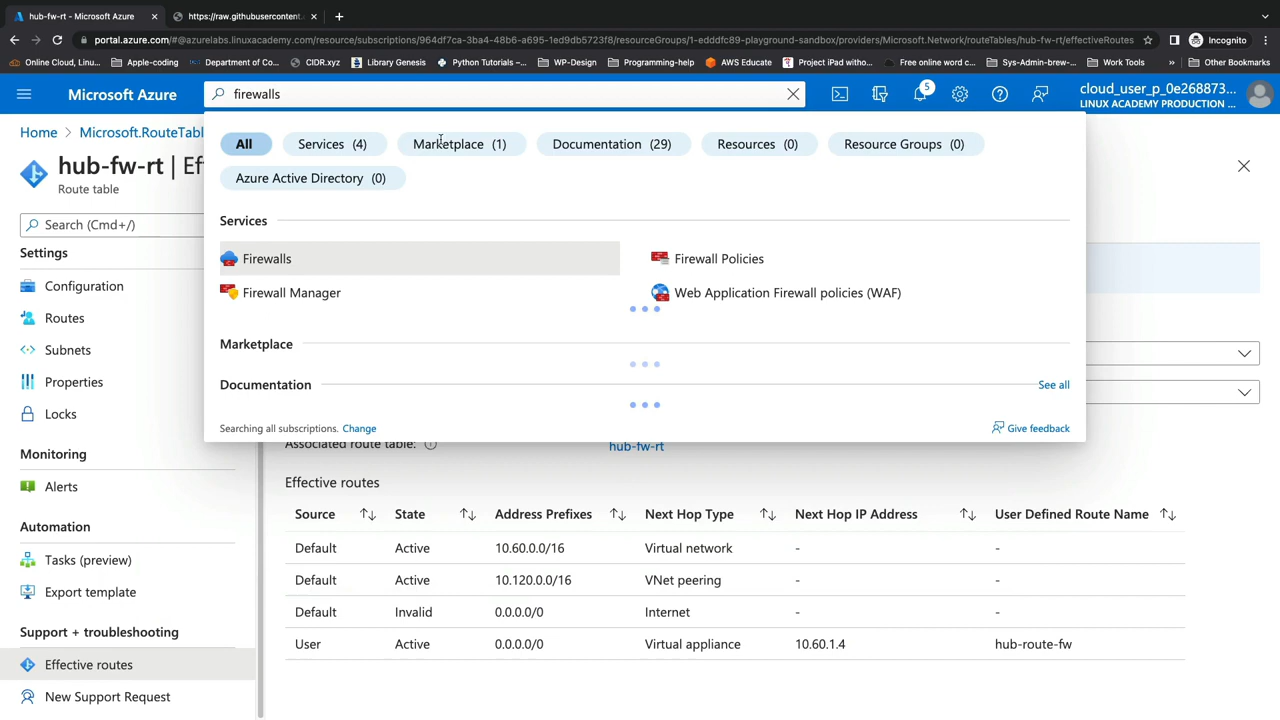 hub-fw-rt - Microsoft Azure
https://raw.githubusercontent.
portal.azure.com/#@azurelabs.linuxacademy.com/resource/subscriptions/964df7ca-3ba4-48b6-a695-1ed9db5723f8/resourceGroups/1-edddfc89-playground-sandbox/providers/Microsoft.Network/routeTables/hub-fw-rt/effectiveRoutes
Incognito
Online Cloud, Linu... Apple-coding Department of Co... CIDR.xyz Library Genesis Python Tutorials –... WP-Design Programming-help AWS Educate Project iPad witho... Free online word c... Sys-Admin-brew-... Work Tools » Other Bookmarks
Microsoft Azure
firewalls
5
cloud_user_p_0e268873...
LINUX ACADEMY PRODUCTION ...
Home > Microsoft.RouteTabl
hub-fw-rt | Ef
Route table
All Services (4) Marketplace (1) Documentation (29) Resources (0) Resource Groups (0)
Azure Active Directory (0)
Services
Firewalls Firewall Policies
Firewall Manager Web Application Firewall policies (WAF)
Marketplace
Documentation See all
Searching all subscriptions. Change Give feedback
Search (Cmd+/)
Settings
Configuration
Routes
Subnets
Properties
Locks
Monitoring
Alerts
Automation
Tasks (preview)
Export template
Support + troubleshooting
Effective routes
New Support Request
Associated route table: hub-fw-rt
Effective routes
Source State Address Prefixes Next Hop Type Next Hop IP Address User Defined Route Name
Default Active 10.60.0.0/16 Virtual network - -
Default Active 10.120.0.0/16 VNet peering - -
Default Invalid 0.0.0.0/0 Internet - -
User Active 0.0.0.0/0 Virtual appliance 10.60.1.4 hub-route-fw